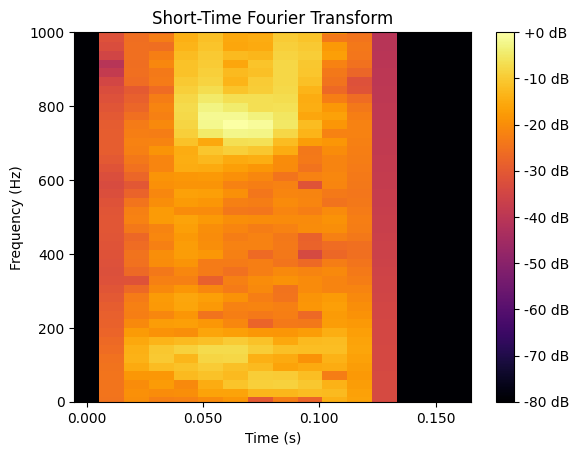 Short-Time Fourier Transform
1000
800
600
400
200
0
Frequency (Hz)
0.000
0.050
0.100
0.150
Time (s)
+0 dB
-10 dB
-20 dB
-30 dB
-40 dB
-50 dB
-60 dB
-70 dB
-80 dB